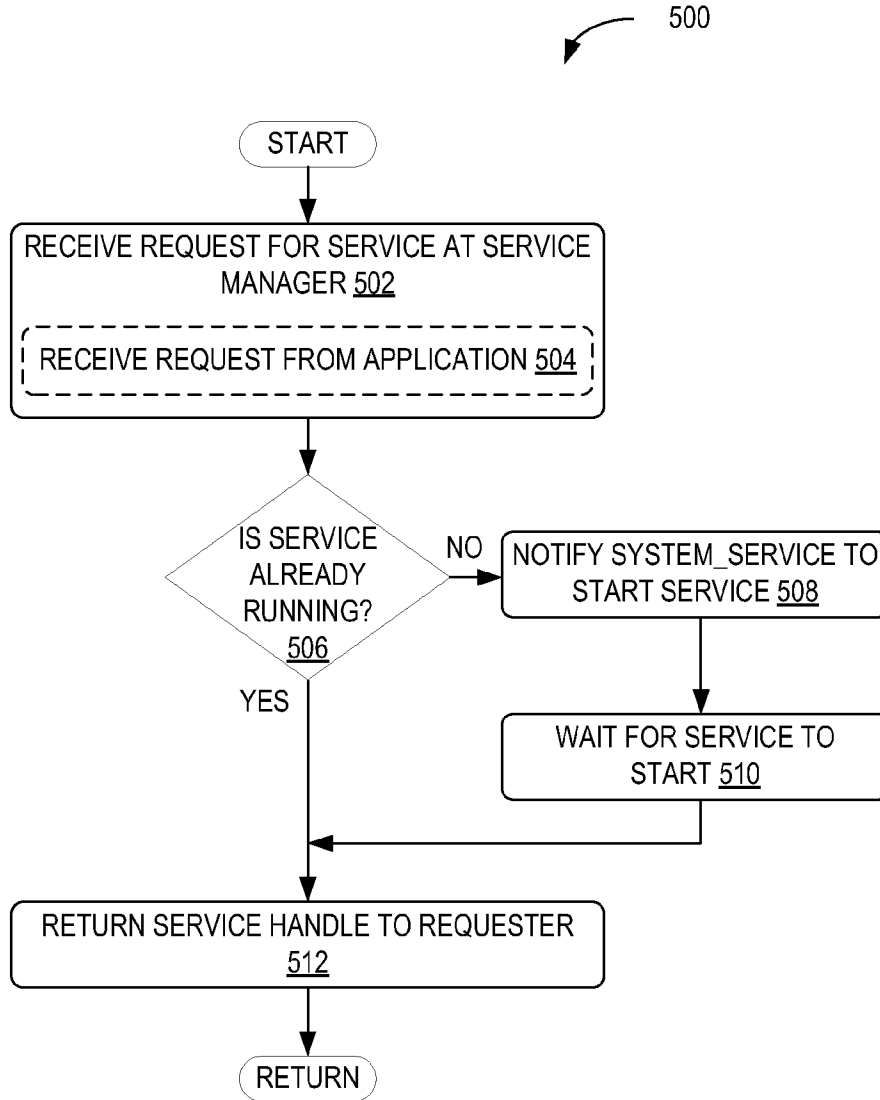 500
START
RECEIVE REQUEST FOR SERVICE AT SERVICE
MANAGER 502
RECEIVE REQUEST FROM APPLICATION 504
IS SERVICE
ALREADY
RUNNING?
506
NO
NOTIFY SYSTEM_SERVICE TO
START SERVICE 508
YES
WAIT FOR SERVICE TO
START 510
RETURN SERVICE HANDLE TO REQUESTER
512
RETURN